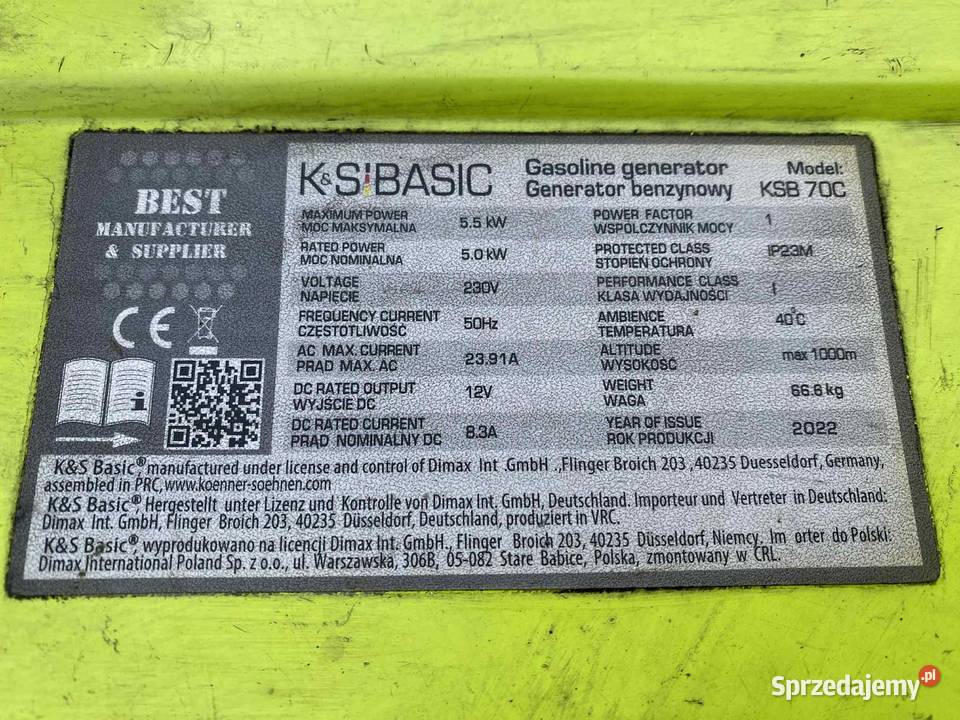 BEST
MANUFACTURER
& SUPPLIER
CE
i
K&S BASIC
Gasoline generator
Generator benzynowy
Model:
KSB 70C
MAXIMUM POWER
MOC MAKSYMALNA
5.5 kW
POWER FACTOR
WSPOLCZYNNIK MOCY
1
RATED POWER
MOC NOMINALNA
5.0 kW
PROTECTED CLASS
STOPIEŃ OCHRONY
IP23M
VOLTAGE
NAPIECIE
230V
PERFORMANCE CLASS
KLASA WYDAJNOŚCI
I
FREQUENCY CURRENT
CZESTOTLIWOŚĆ
50Hz
AMBIENCE
TEMPERATURA
40°C
AC MAX. CURRENT
PRAD MAX. AC
23.91A
ALTITUDE
WYSOKOŚĆ
max 1000m
DC RATED OUTPUT
WYJŚCIE DC
12V
WEIGHT
WAGA
66.6 kg
DC RATED CURRENT
PRAD NOMINALNY DC
8.3A
YEAR OF ISSUE
ROK PRODUKCJI
2022
K&S Basic® manufactured under license and control of Dimax Int .GmbH .,Flinger Broich 203 ,40235 Duesseldorf, Germany,
assembled in PRC, www.koenner-soehnen.com
K&S Basic®, Hergestellt unter Lizenz und Kontrolle von Dimax Int. GmbH, Deutschland. Importeur und Vertreter in Deutschland:
Dimax Int. GmbH, Flinger Broich 203, 40235 Düsseldorf, Deutschland, produziert in VRC.
K&S Basic®, wyprodukowano na licencji Dimax Int. GmbH., Flinger Broich 203, 40235 Düsseldorf, Niemcy. Im orter do Polski:
Dimax International Poland Sp. z o.o., ul. Warszawska, 306B, 05-082 Stare Babice, Polska, zmontowany w CRL.
Sprzedajemy.pl